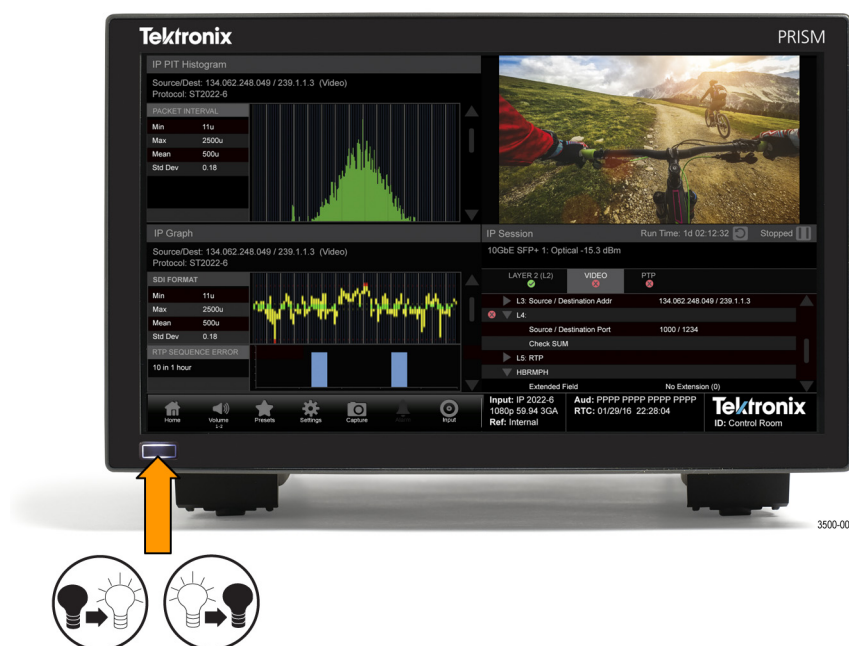 Tektronix
PRISM
IP PIT Histogram
Source/Dest: 134.062.248.049 / 239.1.1.3 (Video)
Protocol: ST2022-6
PACKET INTERVAL
Min 11u
Max 2500u
Mean 500u
Std Dev 0.18
IP Graph
Source/Dest: 134.062.248.049 / 239.1.1.3 (Video)
Protocol: ST2022-6
SDI FORMAT
Min 11u
Max 2500u
Mean 500u
Std Dev 0.18
RTP SEQUENCE ERROR
10 in 1 hour
IP Session Run Time: 1d 02:12:32 Stopped
10GbE SFP+ 1: Optical -15.3 dBm
LAYER 2 (L2) VIDEO PTP
L3: Source / Destination Addr 134.062.248.049 / 239.1.1.3
L4:
Source / Destination Port 1000 / 1234
Check SUM
L5: RTP
HBRMPH
Extended Field No Extension (0)
Home
Volume
1-2
Presets
Settings
Capture
Input
Input: IP 2022-6
1080p 59.94 3GA
Ref: Internal
Aud: PPPP PPPP PPPP PPPP
RTC: 01/29/16 22:28:04
Tektronix
ID: Control Room
3500-00